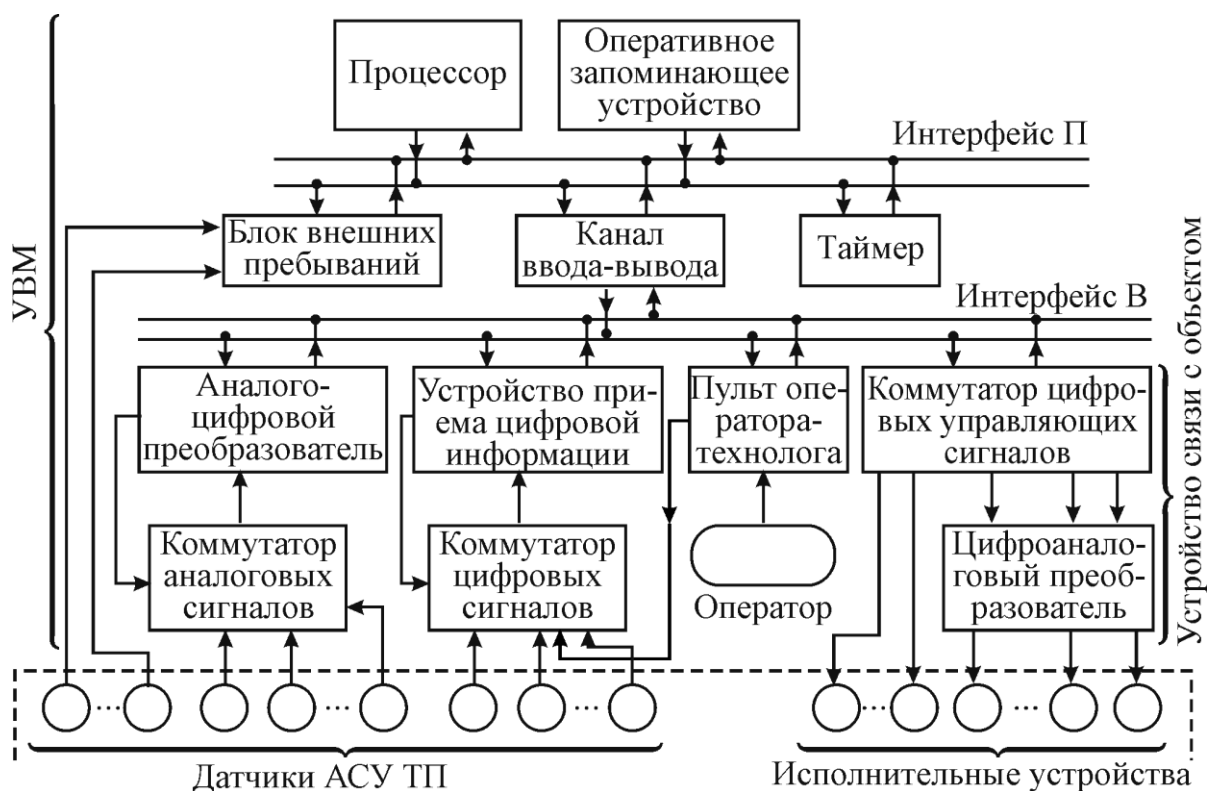 Процессор
Оперативное
запоминающее
устройство
Интерфейс П
Блок внешних
пребываний
Канал
ввода-вывода
Таймер
УВМ
Интерфейс В
Аналого-
цифровой
преобразователь
Устройство при-
ема цифровой
информации
Пульт опе-
ратора-
технолога
Коммутатор цифро-
вых управляющих
сигналов
Устройство связи с объектом
Коммутатор
аналоговых
сигналов
Коммутатор
цифровых
сигналов
Оператор
Цифроанало-
говый преоб-
разователь
Датчики АСУ ТП
Исполнительные устройства